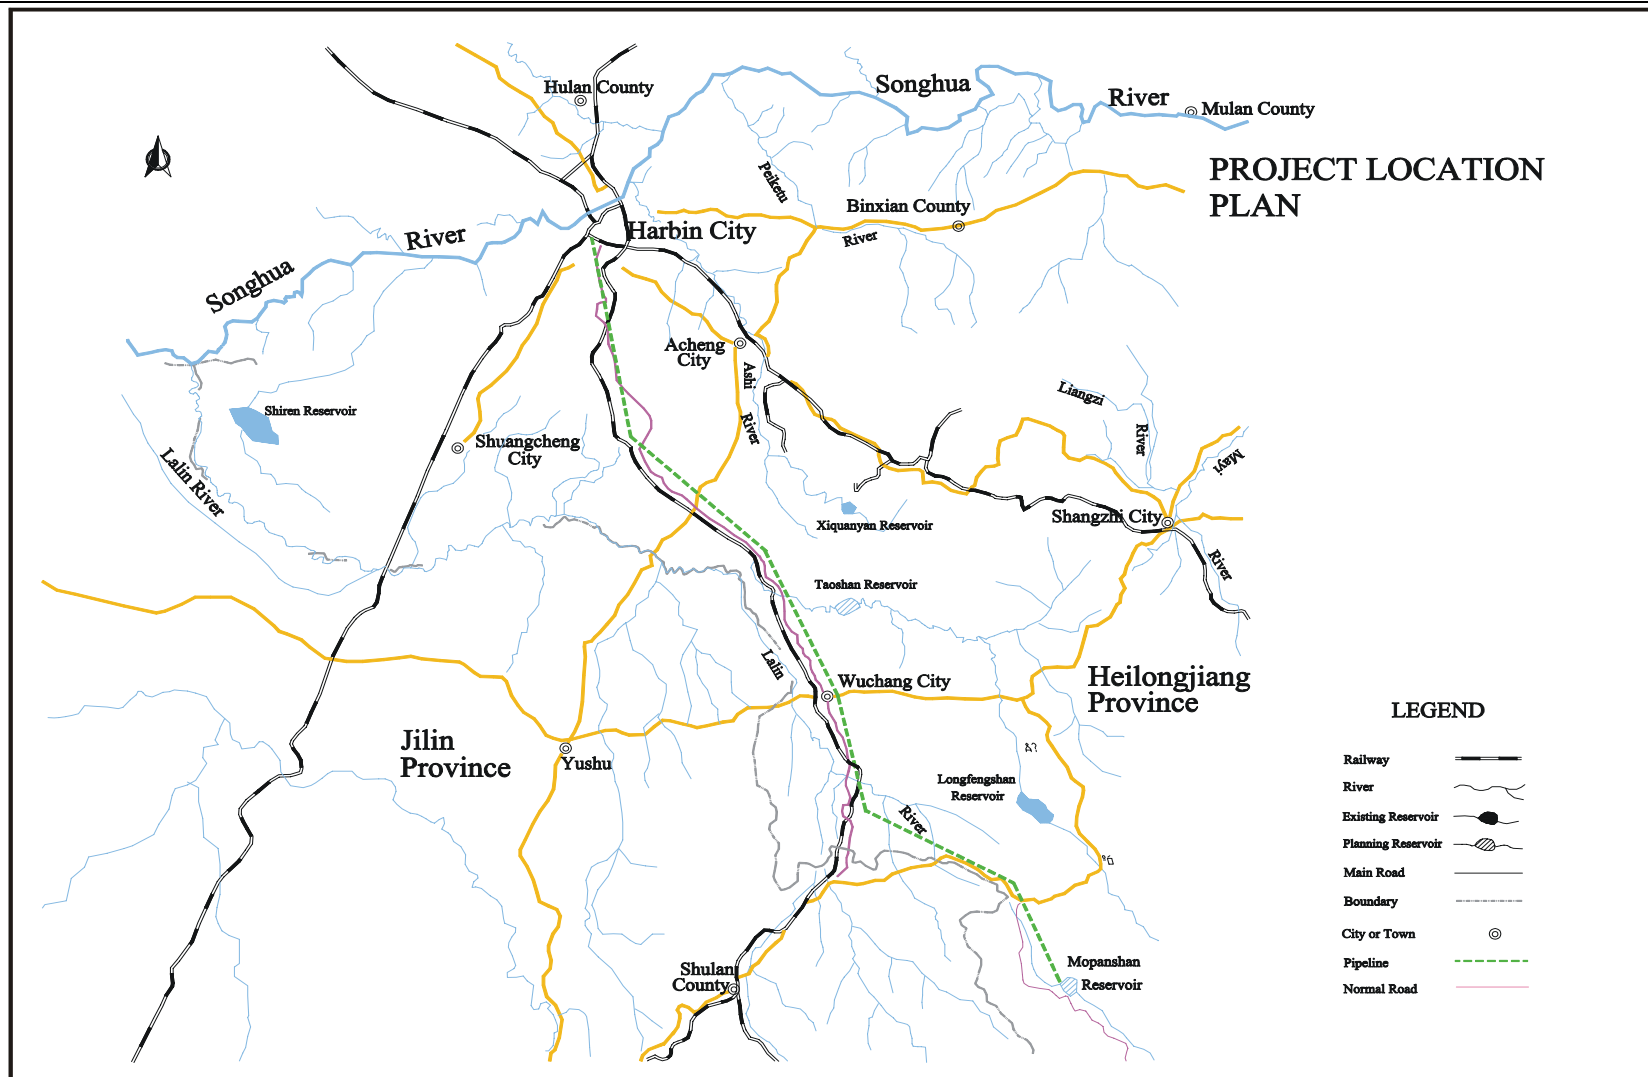 Hulan County
Songhua
River
Mulan County
PROJECT LOCATION
PLAN
Peiketu
Binxian County
River
Harbin City
River
Songhua
Acheng
City
Ashi
River
Liangzi
River
Mayi
Shiren Reservoir
Shuangcheng
City
Lalin River
Xiquanyan Reservoir
Shangzhi City
River
Taoshan Reservoir
Lalin
Wuchang City
Heilongjiang
Province
LEGEND
Jilin
Province
Yushu
Longfengshan
Reservoir
River
Railway
River
Existing Reservoir
Planning Reservoir
Main Road
Boundary
City or Town
Pipeline
Normal Road
Shulan
County
Mopanshan
Reservoir